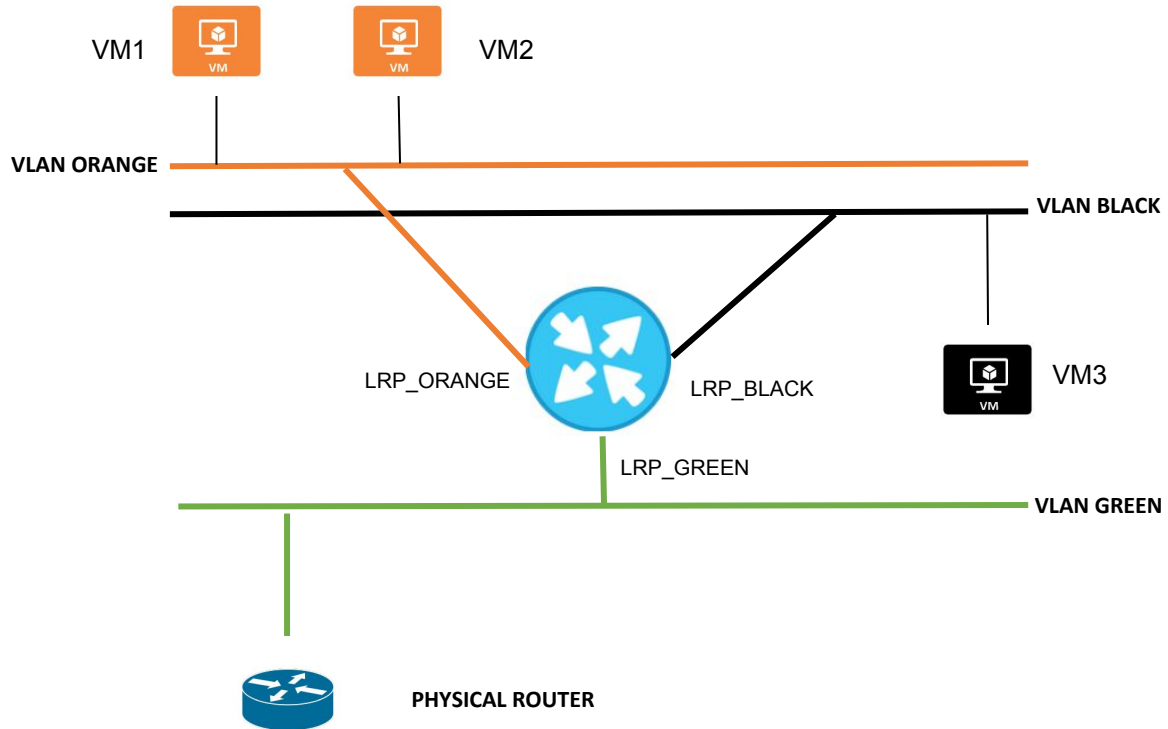 VM1
VM
VM
VM2
VLAN ORANGE
VLAN BLACK
LRP_ORANGE
LRP_BLACK
VM
VM3
LRP_GREEN
VLAN GREEN
PHYSICAL ROUTER